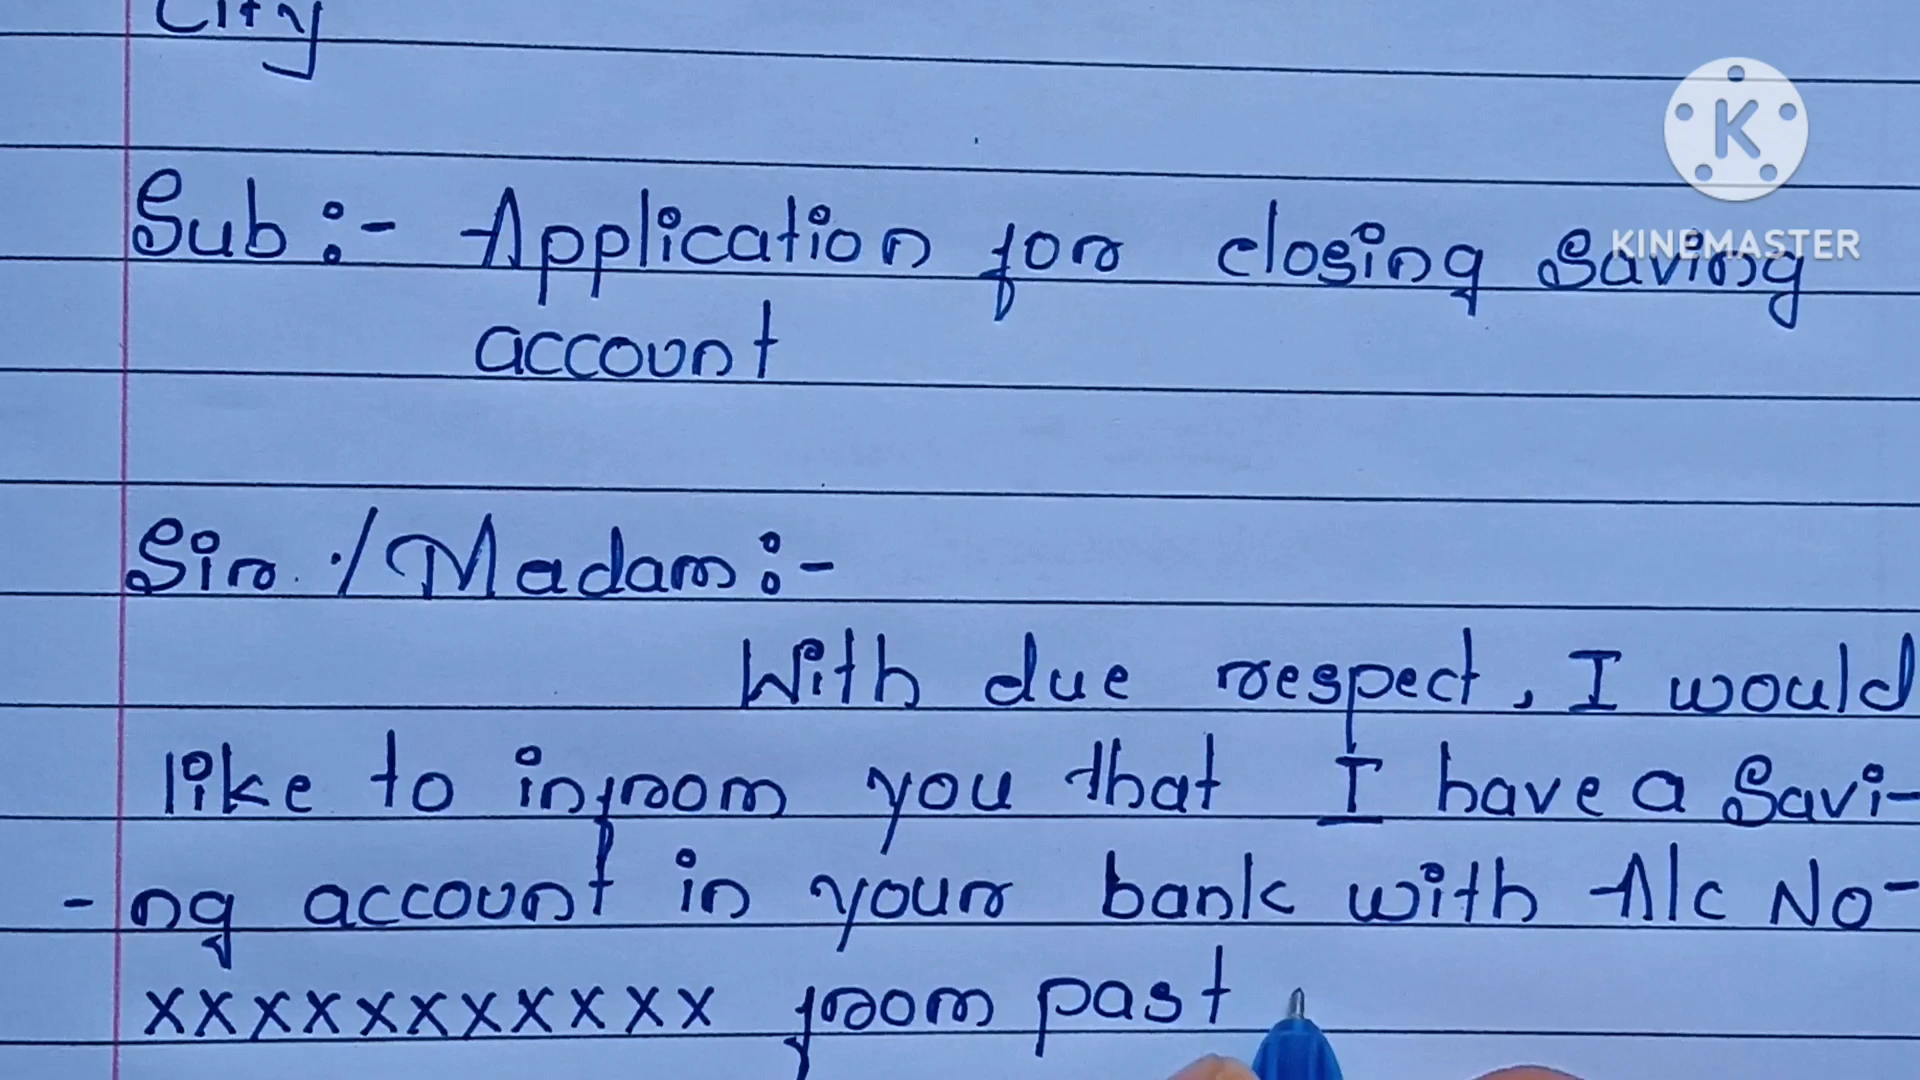 City
Sub :- Application for closing Saving
account
Sir./Madam :-
With due respect, I would
like to infrom you that I have a Savi-
-ng account in your bank with A/c No-
xxxxxxxxxxx from past
K
KINEMASTER